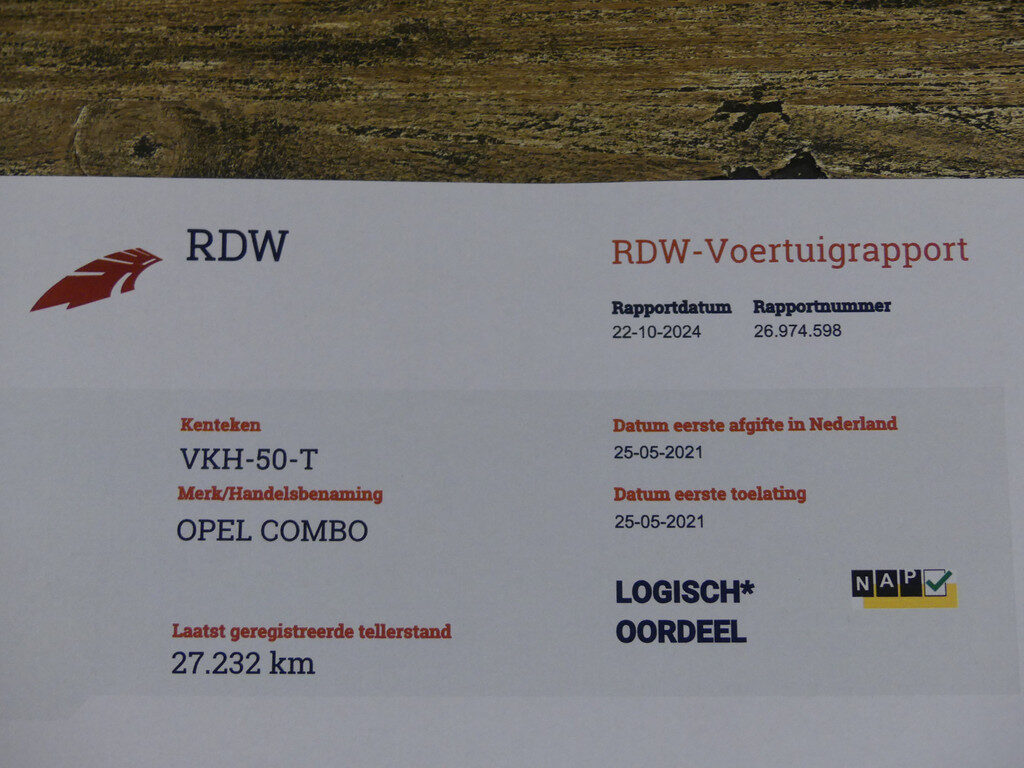 RDW
RDW-Voertuigrapport
Rapportdatum Rapportnummer
22-10-2024 26.974.598
Kenteken
VKH-50-T
Merk/Handelsbenaming
OPEL COMBO
Laatst geregistreerde tellerstand
27.232 km
Datum eerste afgifte in Nederland
25-05-2021
Datum eerste toelating
25-05-2021
LOGISCH*
OORDEEL
NAP